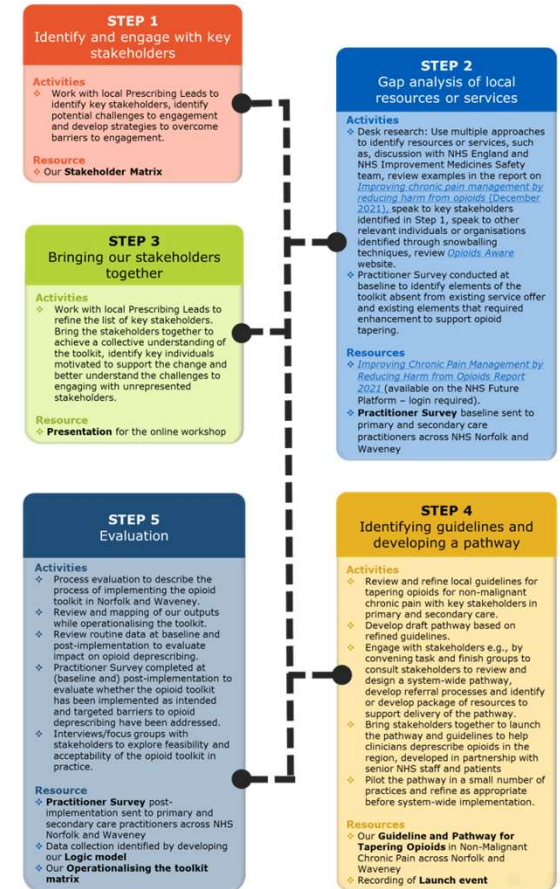 STEP 1
Identify and engage with key
stakeholders
Activities
❖ Work with local Prescribing Leads to
identify key stakeholders, identify
potential challenges to engagement
and develop strategies to overcome
barriers to engagement.
Resource
❖ Our Stakeholder Matrix
STEP 2
Gap analysis of local
resources or services
Activities
❖ Desk research: Use multiple approaches
to identify resources or services, such
as, discussion with NHS England and
NHS Improvement Medicines Safety
team, review examples in the report on
Improving chronic pain management by
reducing harm from opioids (December
2021), speak to key stakeholders
identified in Step 1, speak to other
relevant individuals or organisations
identified through snowballing
techniques, review Opioids Aware
website.
❖ Practitioner Survey conducted at
baseline to identify elements of the
toolkit absent from existing service offer
and existing elements that required
enhancement to support opioid
tapering.
Resources
❖ Improving Chronic Pain Management by
Reducing Harm from Opioids Report
2021 (available on the NHS Future
Platform – login required).
❖ Practitioner Survey baseline sent to
primary and secondary care
practitioners across NHS Norfolk and
Waveney
STEP 3
Bringing our stakeholders
together
Activities
❖ Work with local Prescribing Leads to
refine the list of key stakeholders.
Bring the stakeholders together to
achieve a collective understanding of
the toolkit, identify key individuals
motivated to support the change and
better understand the challenges to
engaging with unrepresented
stakeholders.
Resource
❖ Presentation for the online workshop
STEP 4
Identifying guidelines and
developing a pathway
Activities
❖ Review and refine local guidelines for
tapering opioids for non-malignant
chronic pain with key stakeholders in
primary and secondary care.
❖ Develop draft pathway based on
refined guidelines.
❖ Engage with stakeholders e.g., by
convening task and finish groups to
consult stakeholders to review and
design a system-wide pathway,
develop referral processes and identify
or develop package of resources to
support delivery of the pathway.
❖ Bring stakeholders together to launch
the pathway and guidelines to help
clinicians deprescribe opioids in the
region, developed in partnership with
senior NHS staff and patients
❖ Pilot the pathway in a small number of
practices and refine as appropriate
before system-wide implementation.
Resources
❖ Our Guideline and Pathway for
Tapering Opioids in Non-Malignant
Chronic Pain across Norfolk and
Waveney
❖ Recording of Launch event
STEP 5
Evaluation
Activities
❖ Process evaluation to describe the
process of implementing the opioid
toolkit in Norfolk and Waveney.
❖ Review and mapping of our outputs
while operationalising the toolkit.
❖ Review routine data at baseline and
post-implementation to evaluate
impact on opioid deprescribing.
❖ Practitioner Survey completed at
(baseline and) post-implementation to
evaluate whether the opioid toolkit
has been implemented as intended
and targeted barriers to opioid
deprescribing have been addressed.
❖ Interviews/focus groups with
stakeholders to explore feasibility and
acceptability of the opioid toolkit in
practice.
Resource
❖ Practitioner Survey post-
implementation sent to primary and
secondary care practitioners across NHS
Norfolk and Waveney
❖ Data collection identified by developing
our Logic model
❖ Our Operationalising the toolkit
matrix